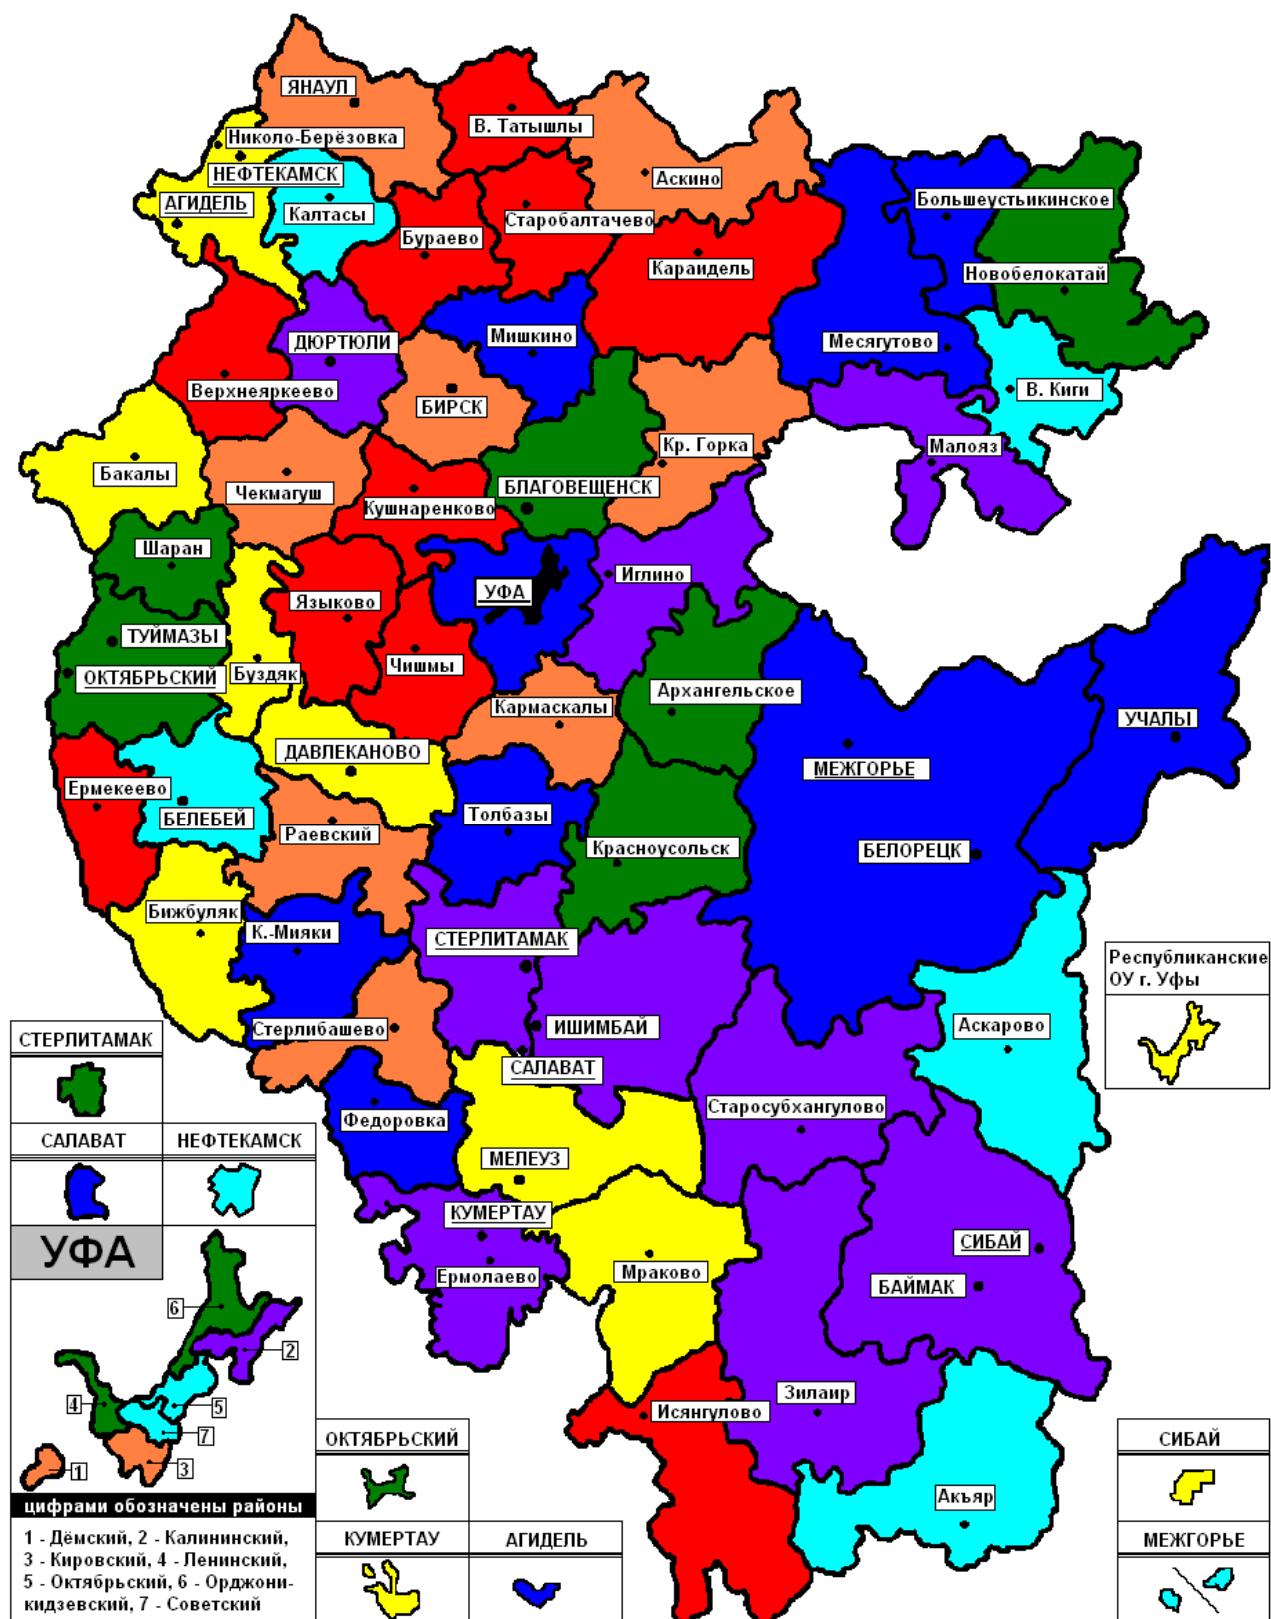 ЯНАУЛ
В. Татышлы
Николо-Берёзовка
НЕФТЕКАМСК
Аскино
АГИДЕЛЬ
Калтасы
Большеустьикинское
Старобалтачево
Бураево
Караидель
Новобелокатай
Мишкино
Месягутово
ДЮРТЮЛИ
Верхнеяркеево
В. Киги
БИРСК
Кр. Горка
Малояз
Бакалы
Чекмагуш
БЛАГОВЕЩЕНСК
Кушнаренково
Шаран
Иглино
УФА
Языково
ТУЙМАЗЫ
Чишмы
Буздяк
ОКТЯБРЬСКИЙ
Архангельское
Кармаскалы
УЧАЛЫ
ДАВЛЕКАНОВО
МЕЖГОРЬЕ
Ермекеево
БЕЛЕБЕЙ
Толбазы
Раевский
Красноусольск
БЕЛОРЕЦК
Бижбуляк
К.-Мияки
СТЕРЛИТАМАК
Республиканские
ОУ г. Уфы
Стерлибашево
ИШИМБАЙ
Аскарово
САЛАВАТ
Федоровка
Старосубхангулово
МЕЛЕУЗ
КУМЕРТАУ
СИБАЙ
Ермолаево
Мраково
БАЙМАК
Зилаир
Исянгулово
Акъяр
СТЕРЛИТАМАК
САЛАВАТ
НЕФТЕКАМСК
УФА
6
2
4
5
7
1
3
цифрами обозначены районы
1 - Дёмский, 2 - Калининский,
3 - Кировский, 4 - Ленинский,
5 - Октябрьский, 6 - Орджони-
кидзевский, 7 - Советский
ОКТЯБРЬСКИЙ
КУМЕРТАУ
АГИДЕЛЬ
СИБАЙ
МЕЖГОРЬЕ